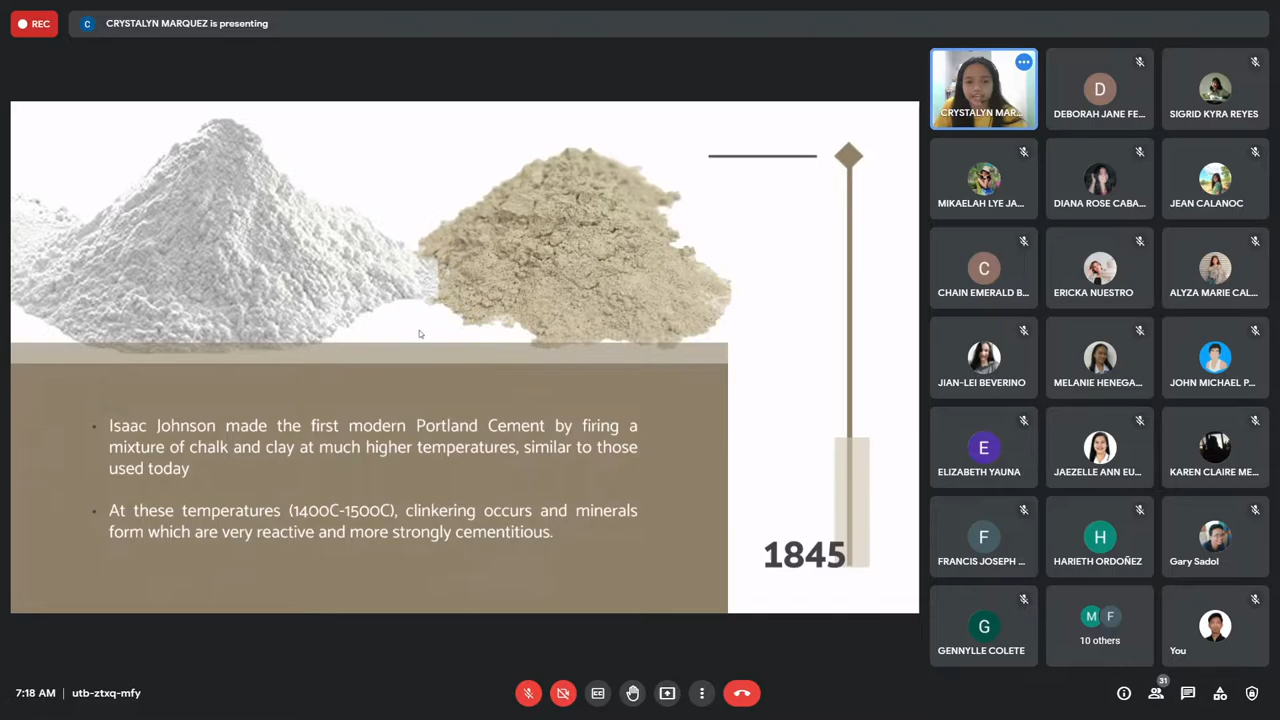 REC
C
CRYSTALYN MARQUEZ is presenting
• Isaac Johnson made the first modern Portland Cement by firing a
mixture of chalk and clay at much higher temperatures, similar to those
used today
• At these temperatures (1400C-1500C), clinkering occurs and minerals
form which are very reactive and more strongly cementitious.
1845
CRYSTALYN MAR...
D
DEBORAH JANE FE...
SIGRID KYRA REYES
MIKAELAH LYE JA...
DIANA ROSE CABA...
JEAN CALANOC
C
CHAIN EMERALD B...
ERICKA NUESTRO
ALYZA MARIE CAL...
JIAN-LEI BEVERINO
MELANIE HENEGA...
JOHN MICHAEL P...
E
ELIZABETH YAUNA
JAEZELLE ANN EU...
KAREN CLAIRE ME...
F
FRANCIS JOSEPH ...
H
HARIETH ORDOÑEZ
Gary Sadol
G
GENNYLLE COLETE
M F
10 others
You
7:18 AM | utb-ztxq-mfy
31